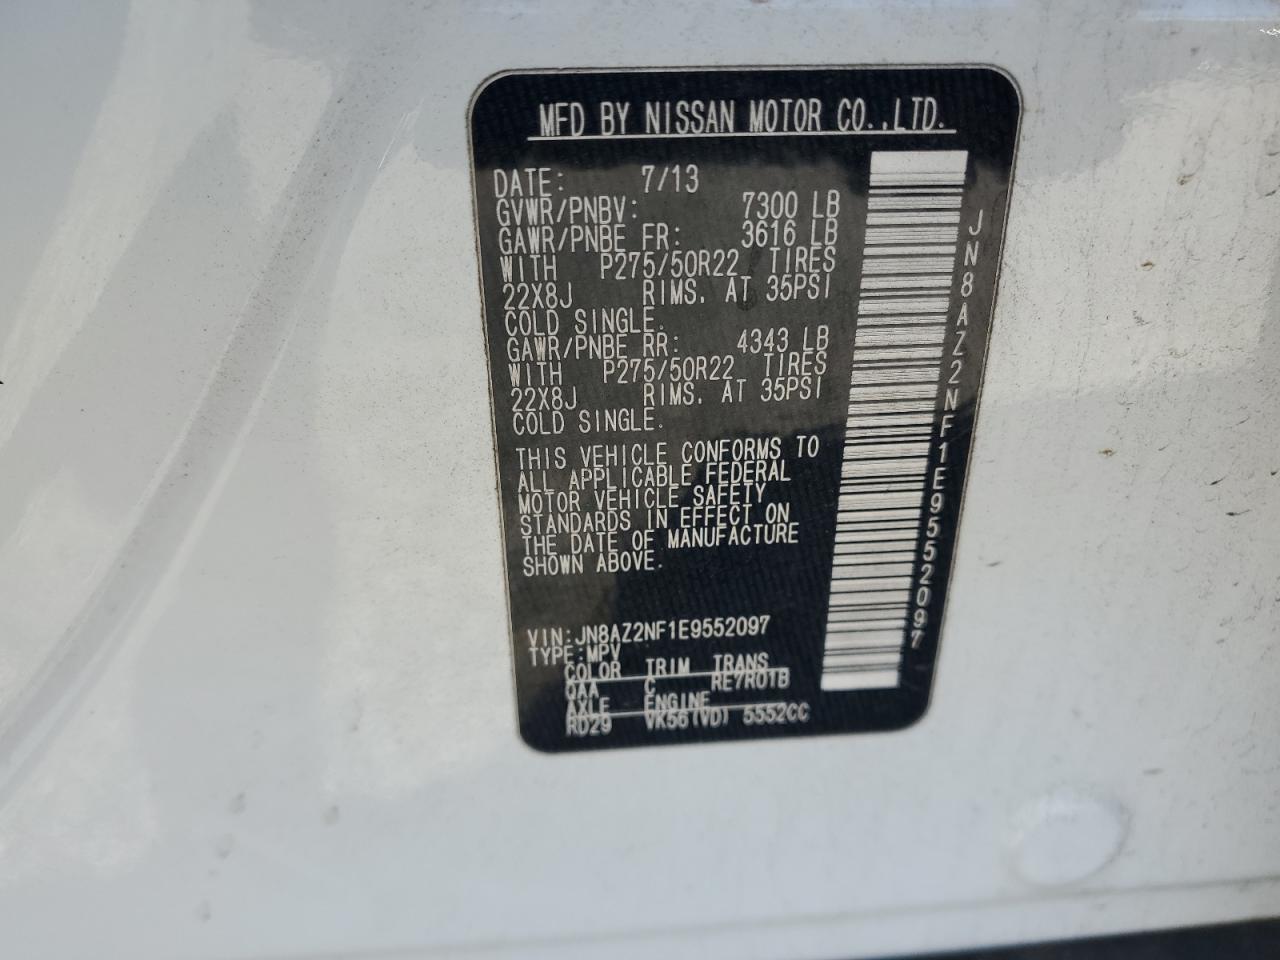 MFD BY NISSAN MOTOR CO.,LTD.
DATE: 7/13
GVWR/PNBV: 7300 LB
GAWR/PNBE FR: 3616 LB
WITH P275/50R22 TIRES
22X8J RIMS. AT 35PSI
COLD SINGLE.
GAWR/PNBE RR: 4343 LB
WITH P275/50R22 TIRES
22X8J RIMS. AT 35PSI
COLD SINGLE.
THIS VEHICLE CONFORMS TO
ALL APPLICABLE FEDERAL
MOTOR VEHICLE SAFETY
STANDARDS IN EFFECT ON
THE DATE OF MANUFACTURE
SHOWN ABOVE.
VIN:JN8AZ2NF1E9552097
TYPE:MPV
COLOR TRIM TRANS
QAA C RE7R01B
AXLE ENGINE
RD29 VK56(VD) 5552CC
JN8AZ2NF1E9552097